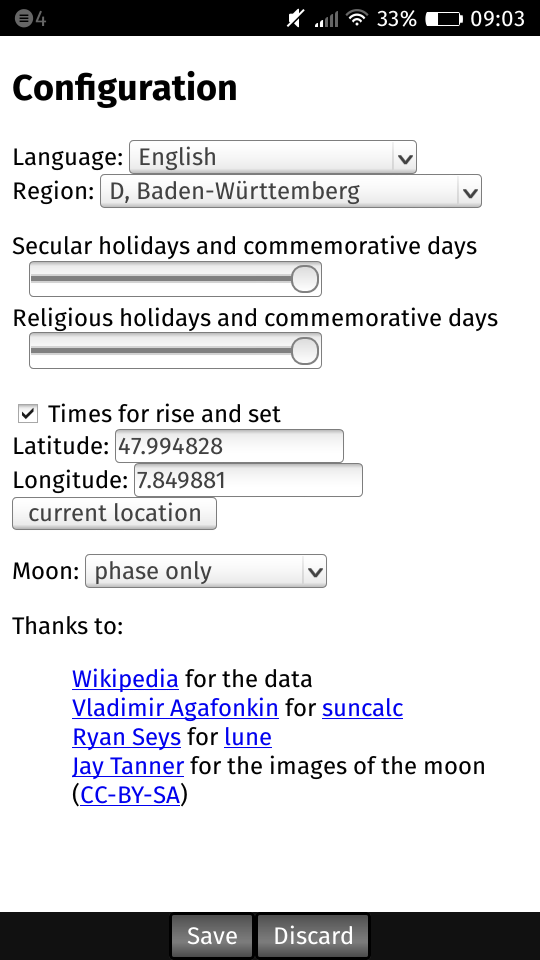 4 33% 09:03
Configuration
Language: English
Region: D, Baden-Württemberg
Secular holidays and commemorative days
Religious holidays and commemorative days
Times for rise and set
Latitude: 47.994828
Longitude: 7.849881
current location
Moon: phase only
Thanks to:
Wikipedia for the data
Vladimir Agafonkin for suncalc
Ryan Seys for lune
Jay Tanner for the images of the moon
(CC-BY-SA)
Save Discard